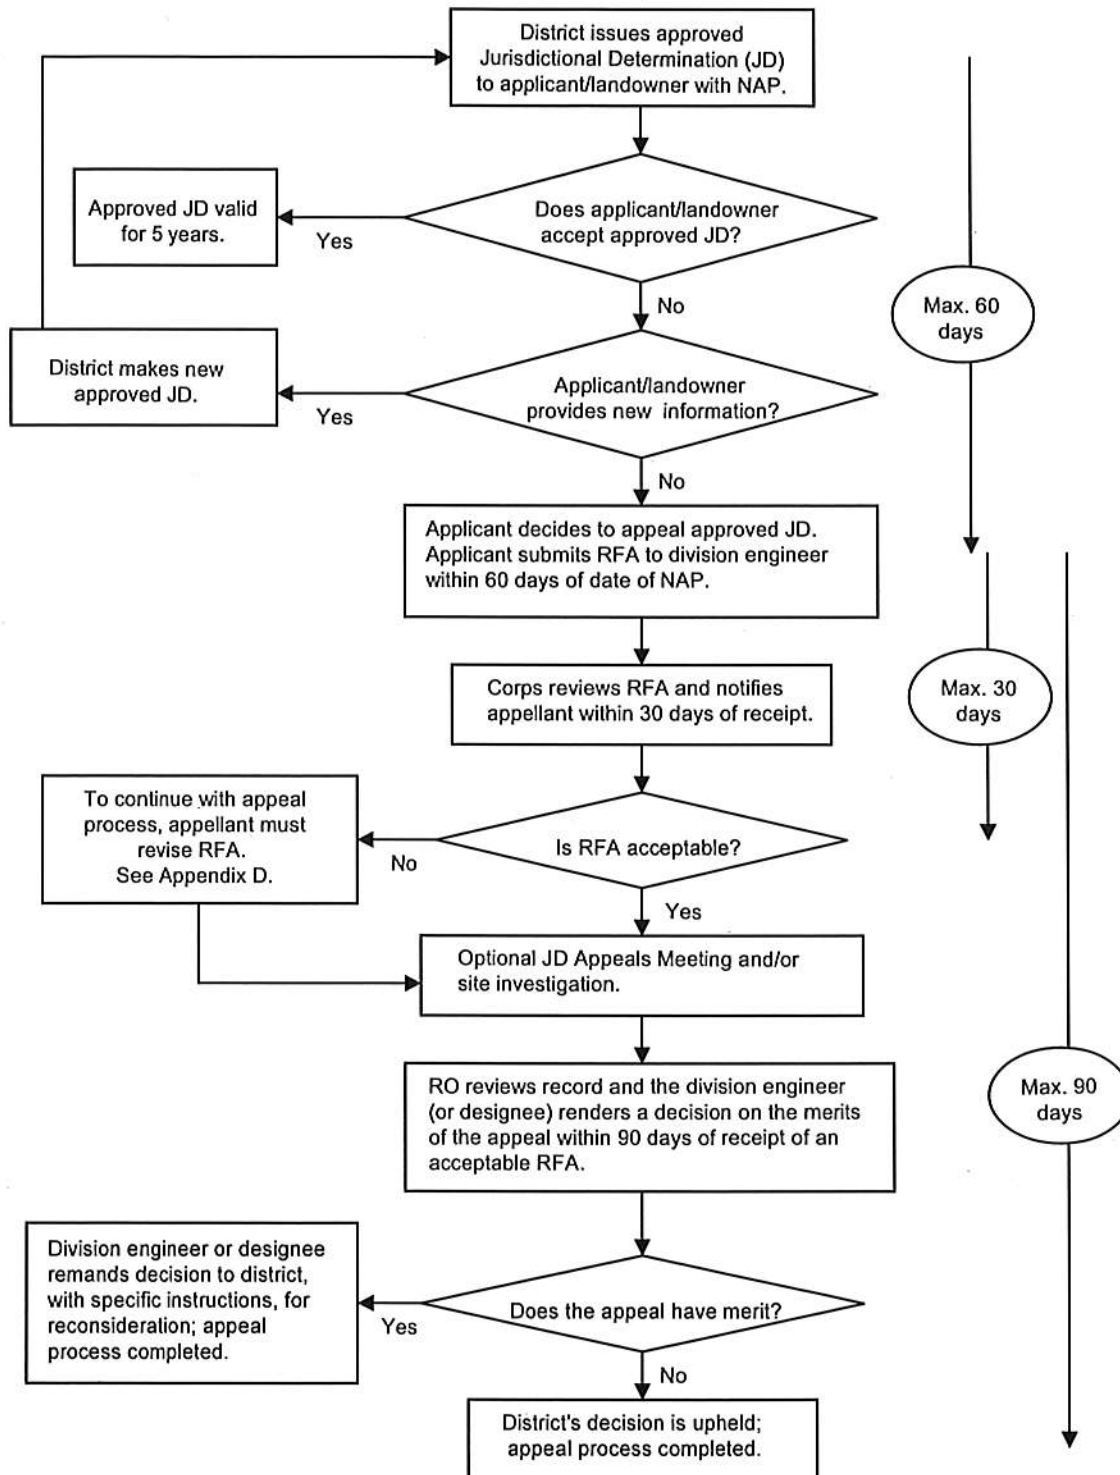 District issues approved
Jurisdictional Determination (JD)
to applicant/landowner with NAP.
Does applicant/landowner
accept approved JD?
Yes
Approved JD valid
for 5 years.
No
Max. 60
days
Applicant/landowner
provides new information?
Yes
District makes new
approved JD.
No
Applicant decides to appeal approved JD.
Applicant submits RFA to division engineer
within 60 days of date of NAP.
Corps reviews RFA and notifies
appellant within 30 days of receipt.
Max. 30
days
Is RFA acceptable?
No
To continue with appeal
process, appellant must
revise RFA.
See Appendix D.
Yes
Optional JD Appeals Meeting and/or
site investigation.
RO reviews record and the division engineer
(or designee) renders a decision on the merits
of the appeal within 90 days of receipt of an
acceptable RFA.
Max. 90
days
Does the appeal have merit?
Yes
Division engineer or designee
remands decision to district,
with specific instructions, for
reconsideration; appeal
process completed.
No
District's decision is upheld;
appeal process completed.